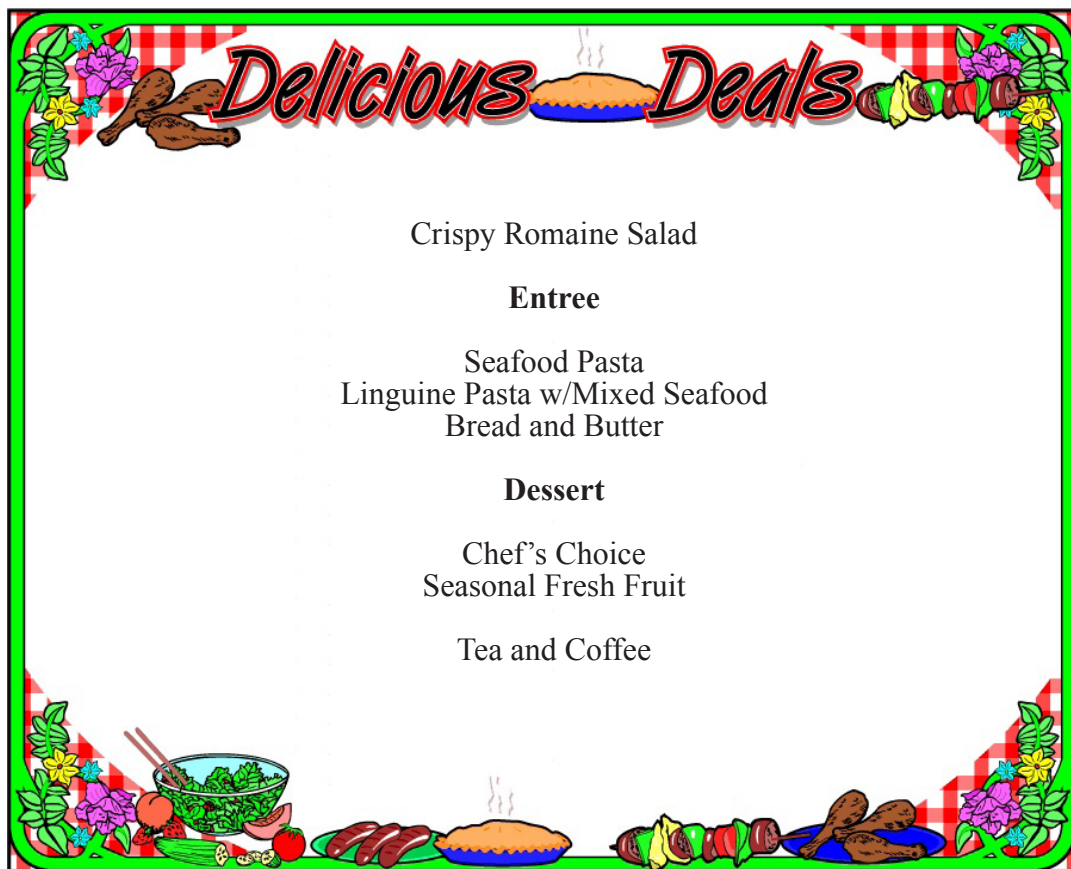 Delicious Deals
Crispy Romaine Salad
Entree
Seafood Pasta
Linguine Pasta w/Mixed Seafood
Bread and Butter
Dessert
Chef’s Choice
Seasonal Fresh Fruit
Tea and Coffee